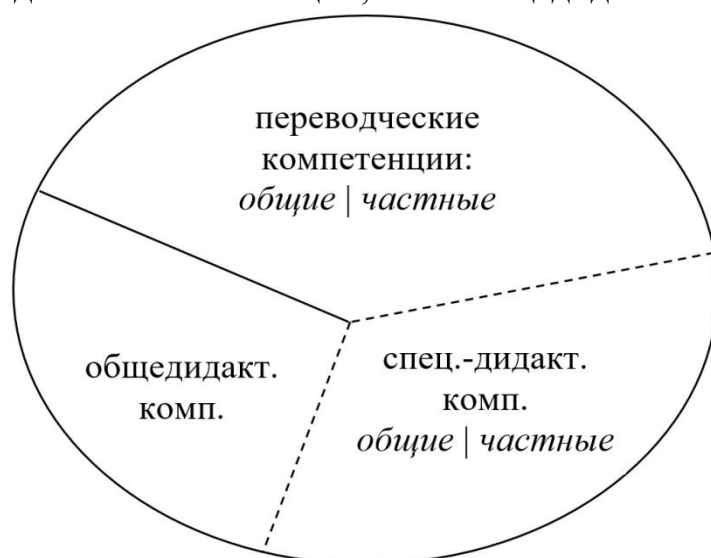 переводческие
компетенции:
общие | частные
общедидакт.
комп.
спец.-дидакт.
комп.
общие | частные